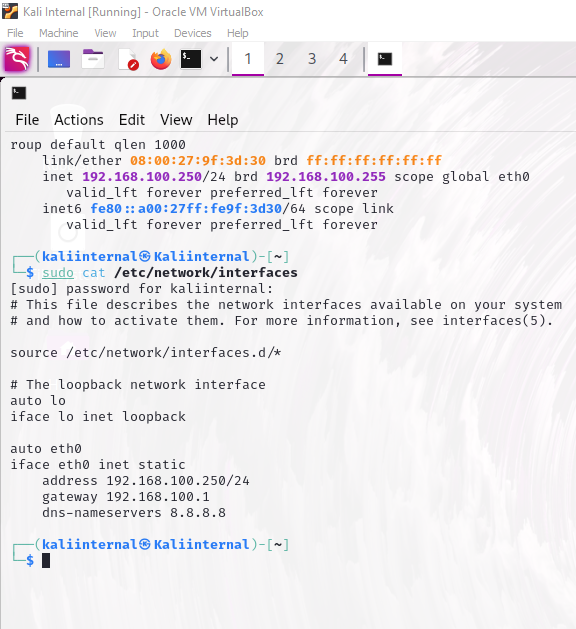 Kali Internal [Running] - Oracle VM VirtualBox
File Machine View Input Devices Help
1 2 3 4
File Actions Edit View Help
roup default qlen 1000
link/ether 08:00:27:9f:3d:30 brd ff:ff:ff:ff:ff:ff
inet 192.168.100.250/24 brd 192.168.100.255 scope global eth0
valid_lft forever preferred_lft forever
inet6 fe80::a00:27ff:fe9f:3d30/64 scope link
valid_lft forever preferred_lft forever
┌──(kaliinternal㉿Kaliinternal)-[~]
└─$ sudo cat /etc/network/interfaces
[sudo] password for kaliinternal:
# This file describes the network interfaces available on your system
# and how to activate them. For more information, see interfaces(5).
source /etc/network/interfaces.d/*
# The loopback network interface
auto lo
iface lo inet loopback
auto eth0
iface eth0 inet static
address 192.168.100.250/24
gateway 192.168.100.1
dns-nameservers 8.8.8.8
┌──(kaliinternal㉿Kaliinternal)-[~]
└─$